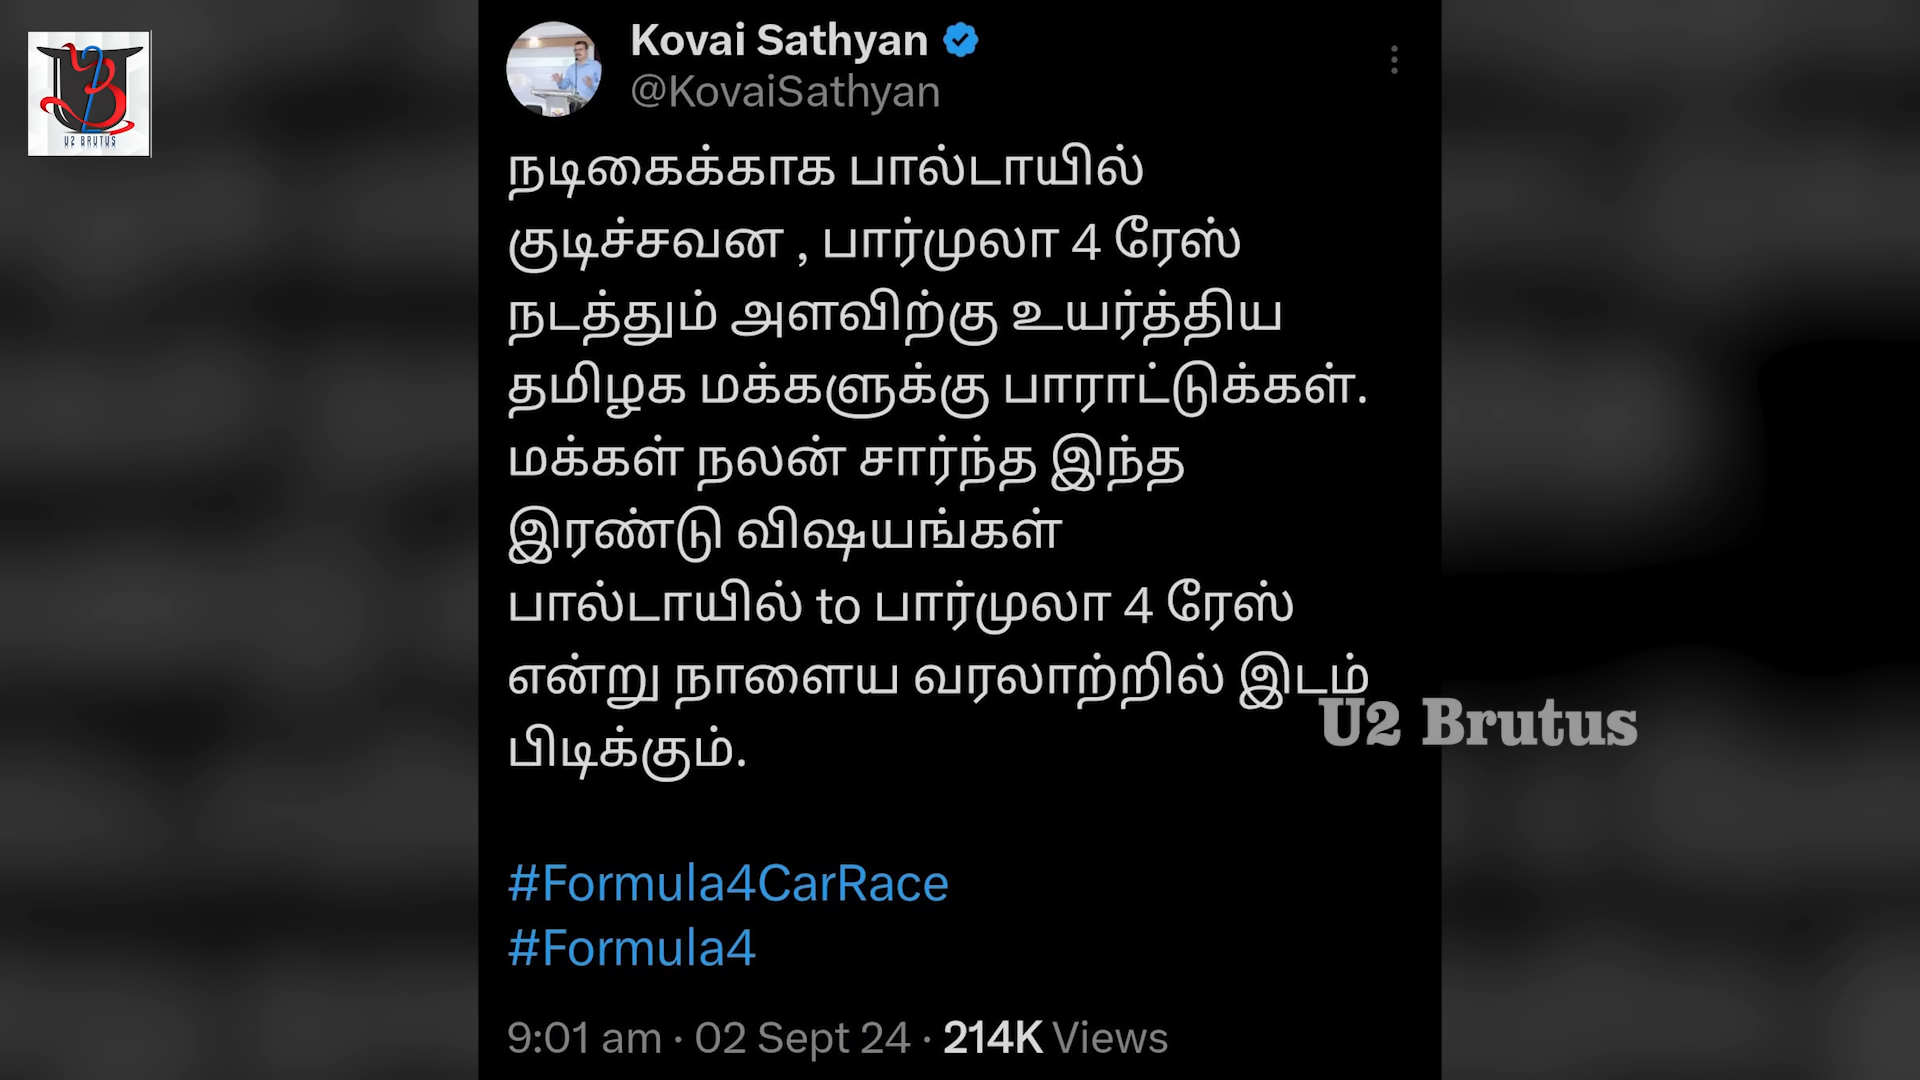 U2 BRUTUS
Kovai Sathyan
@KovaiSathyan
நடிகைக்காக பால்டாயில்
குடிச்சவன , பார்முலா 4 ரேஸ்
நடத்தும் அளவிற்கு உயர்த்திய
தமிழக மக்களுக்கு பாராட்டுக்கள்.
மக்கள் நலன் சார்ந்த இந்த
இரண்டு விஷயங்கள்
பால்டாயில் to பார்முலா 4 ரேஸ்
என்று நாளைய வரலாற்றில் இடம்
பிடிக்கும்.
U2 Brutus
#Formula4CarRace
#Formula4
9:01 am · 02 Sept 24 · 214K Views